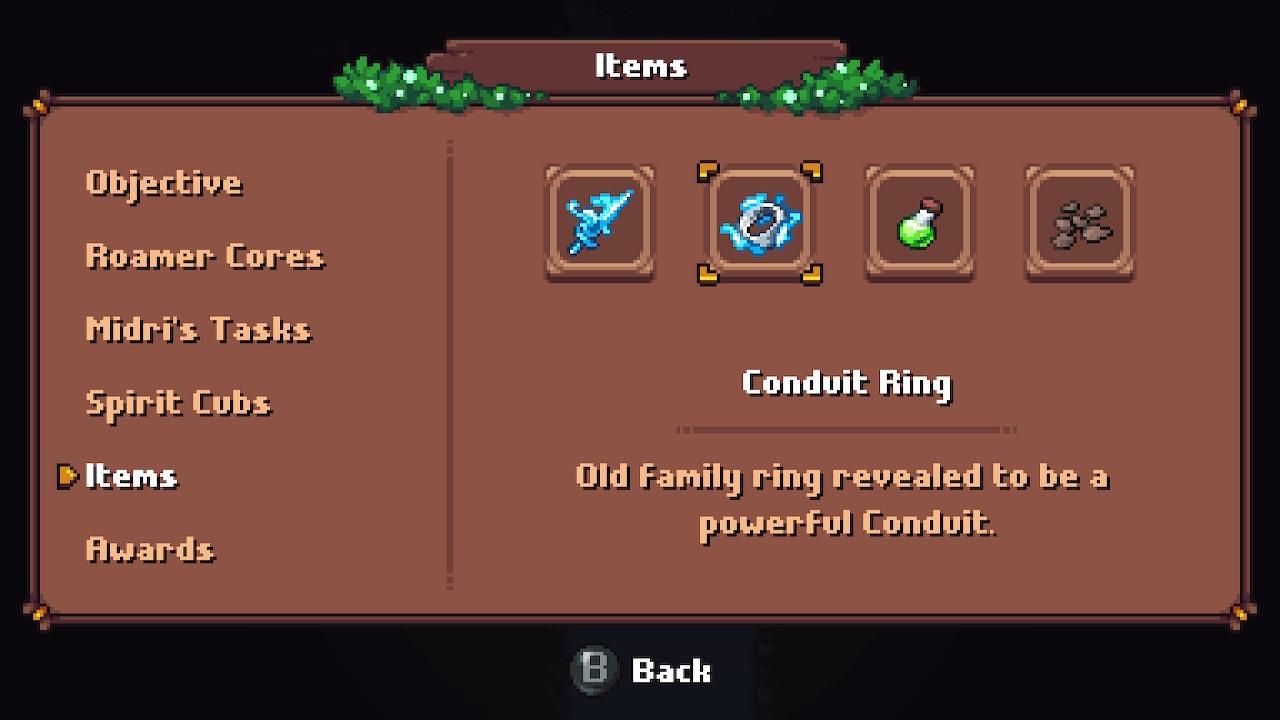 Items
Objective
Roamer Cores
Midri's Tasks
Spirit Cubs
Items
Awards
Conduit Ring
Old family ring revealed to be a
powerful Conduit.
B Back